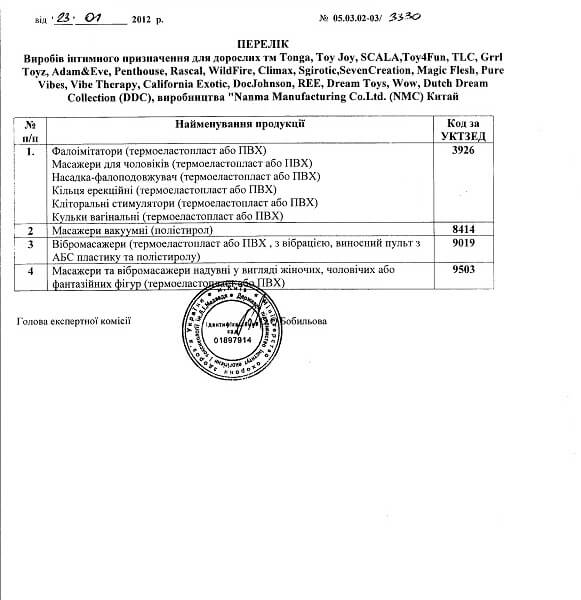 від 23 01 2012 р. № 05.03.02-03/ 3330
ПЕРЕЛІК
Виробів інтимного призначення для дорослих тм Tonga, Toy Joy, SCALA,Toy4Fun, TLC, Grrl
Toyz, Adam&Eve, Penthouse, Rascal, WildFire, Climax, Sgirotic,SevenCreation, Magic Flesh, Pure
Vibes, Vibe Therapy, California Exotic, DocJohnson, REE, Dream Toys, Wow, Dutch Dream
Collection (DDC), виробництва "Nanma Manufacturing Co.Ltd. (NMC) Китай
№ п/п Найменування продукції Код за УКТЗЕД
1. Фалоімітатори (термоеластопласт або ПВХ) 3926
Масажери для чоловіків (термоеластопласт або ПВХ)
Насадка-фалоподовжувач (термоеластопласт або ПВХ)
Кільця ерекційні (термоеластопласт або ПВХ)
Кліторальні стимулятори (термоеластопласт або ПВХ)
Кульки вагінальні (термоеластопласт або ПВХ)
2 Масажери вакуумні (полістирол) 8414
3 Вібромасажери (термоеластопласт або ПВХ , з вібрацією, виносний пульт з 9019
АБС пластику та полістиролу)
4 Масажери та вібромасажери надувні у вигляді жіночих, чоловічих або 9503
фантазійних фігур (термоеластопласт або ПВХ)
Голова експертної комісії Бобильова
Ідентифікаційний
код
01897914